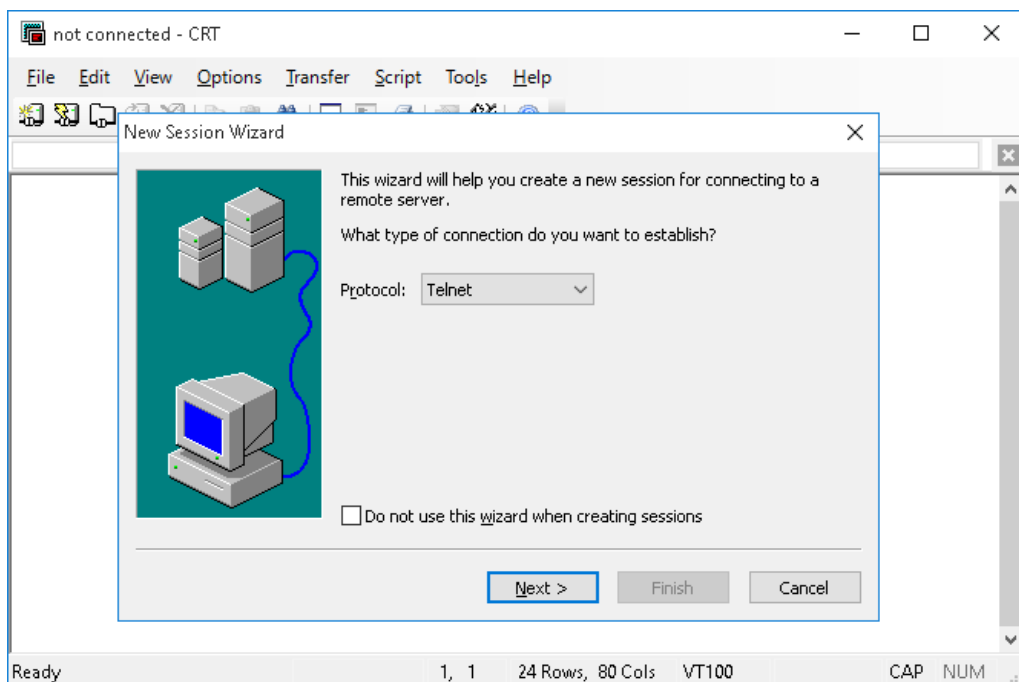 not connected - CRT
File Edit View Options Transfer Script Tools Help
New Session Wizard
This wizard will help you create a new session for connecting to a
remote server.
What type of connection do you want to establish?
Protocol: Telnet
Do not use this wizard when creating sessions
Next > Finish Cancel
Ready 1, 1 24 Rows, 80 Cols VT100 CAP NUM